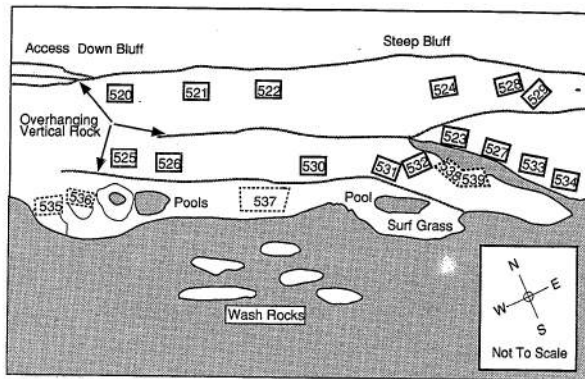 Access Down Bluff
Steep Bluff
520
521
522
524
528
529
Overhanging
Vertical Rock
523
527
533
534
525
526
530
531
532
538
539
535
536
Pools
537
Pool
Surf Grass
Wash Rocks
N
E
W
S
Not To Scale